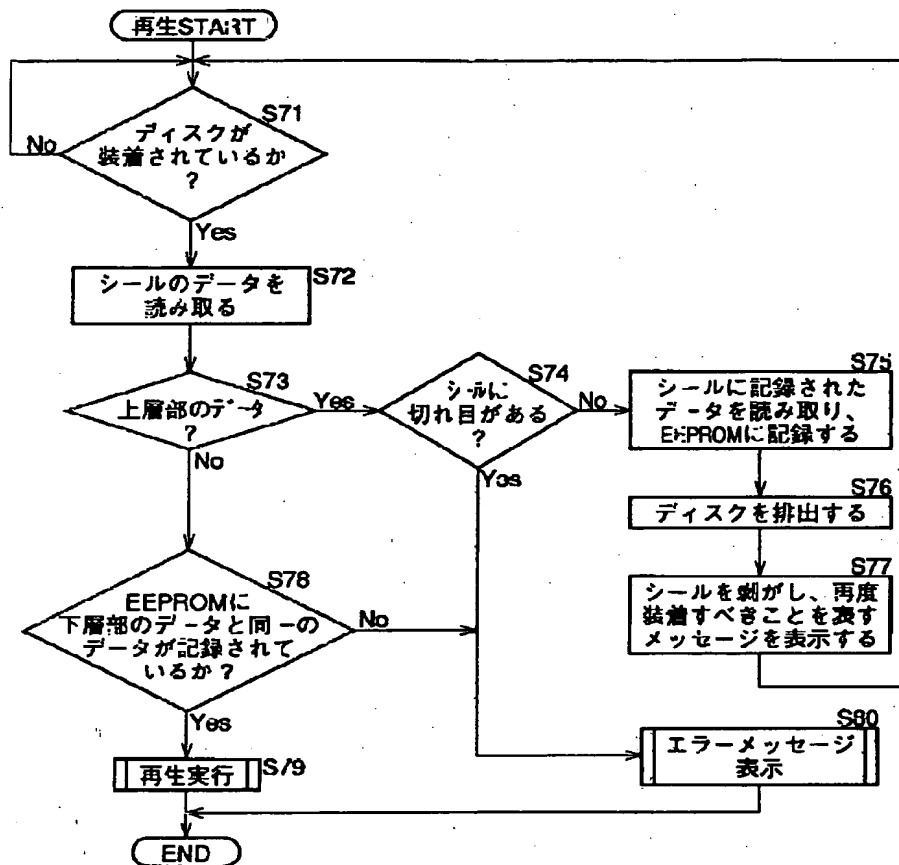 再生START
S71
ディスクが
装着されているか
?
No
Yes
S72
シールのデータを
読み取る
S73
上層部のデータ
?
Yes
No
S74
シールに
切れ目がある
?
No
Yes
S75
シールに記録された
データを読み取り、
EEPROMに記録する
S76
ディスクを排出する
S77
シールを剝がし、再度
装着すべきことを表す
メッセージを表示する
S78
EEPROMに
下層部のデータと同一の
データが記録されて
いるか?
No
Yes
S79
再生実行
S80
エラーメッセージ
表示
END